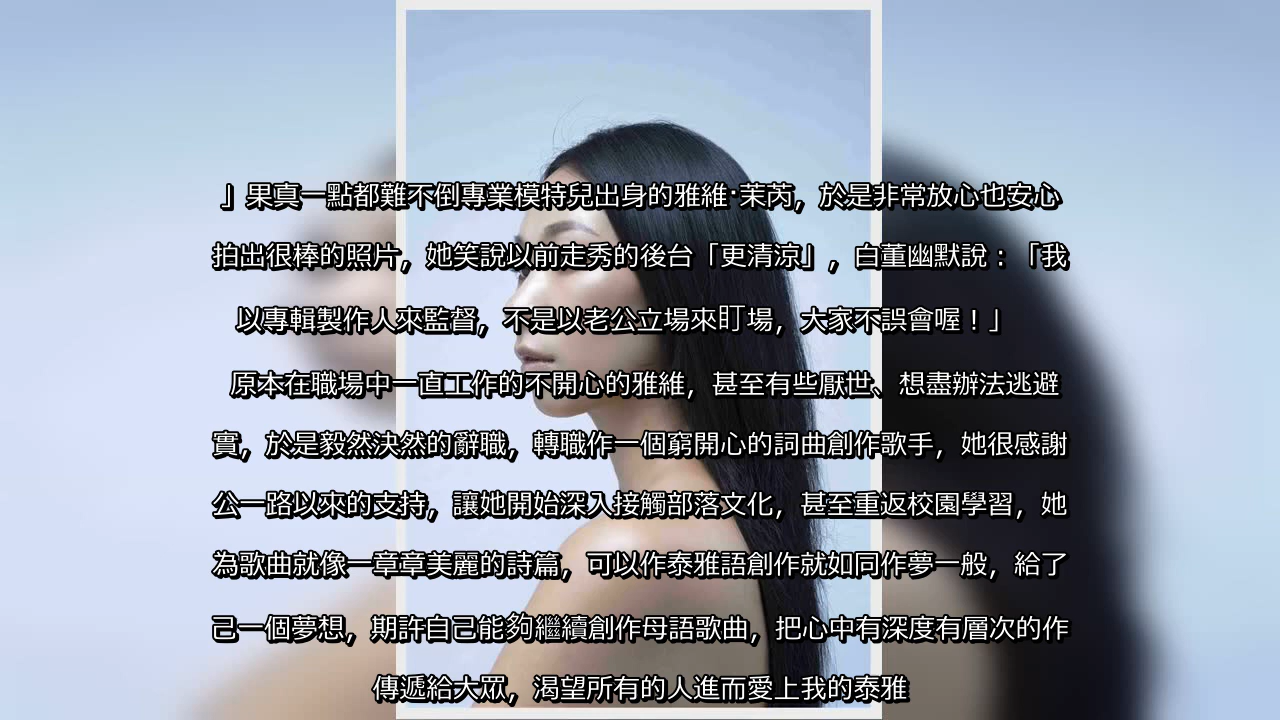 」果真一點都難不倒專業模特兒出身的雅維·茉芮，於是非常放心也安心
拍出很棒的照片，她笑說以前走秀的後台「更清涼」，白董幽默說：「我
以專輯製作人來監督，不是以老公立場來盯場，大家不誤會喔！」
原本在職場中一直工作的不開心的雅維，甚至有些厭世、想盡辦法逃避
實，於是毅然決然的辭職，轉職作一個窮開心的詞曲創作歌手，她很感謝
公一路以來的支持，讓她開始深入接觸部落文化，甚至重返校園學習，她
為歌曲就像一章章美麗的詩篇，可以作泰雅語創作就如同作夢一般，給了
己一個夢想，期許自己能夠繼續創作母語歌曲，把心中有深度有層次的作
傳遞給大眾，渴望所有的人進而愛上我的泰雅